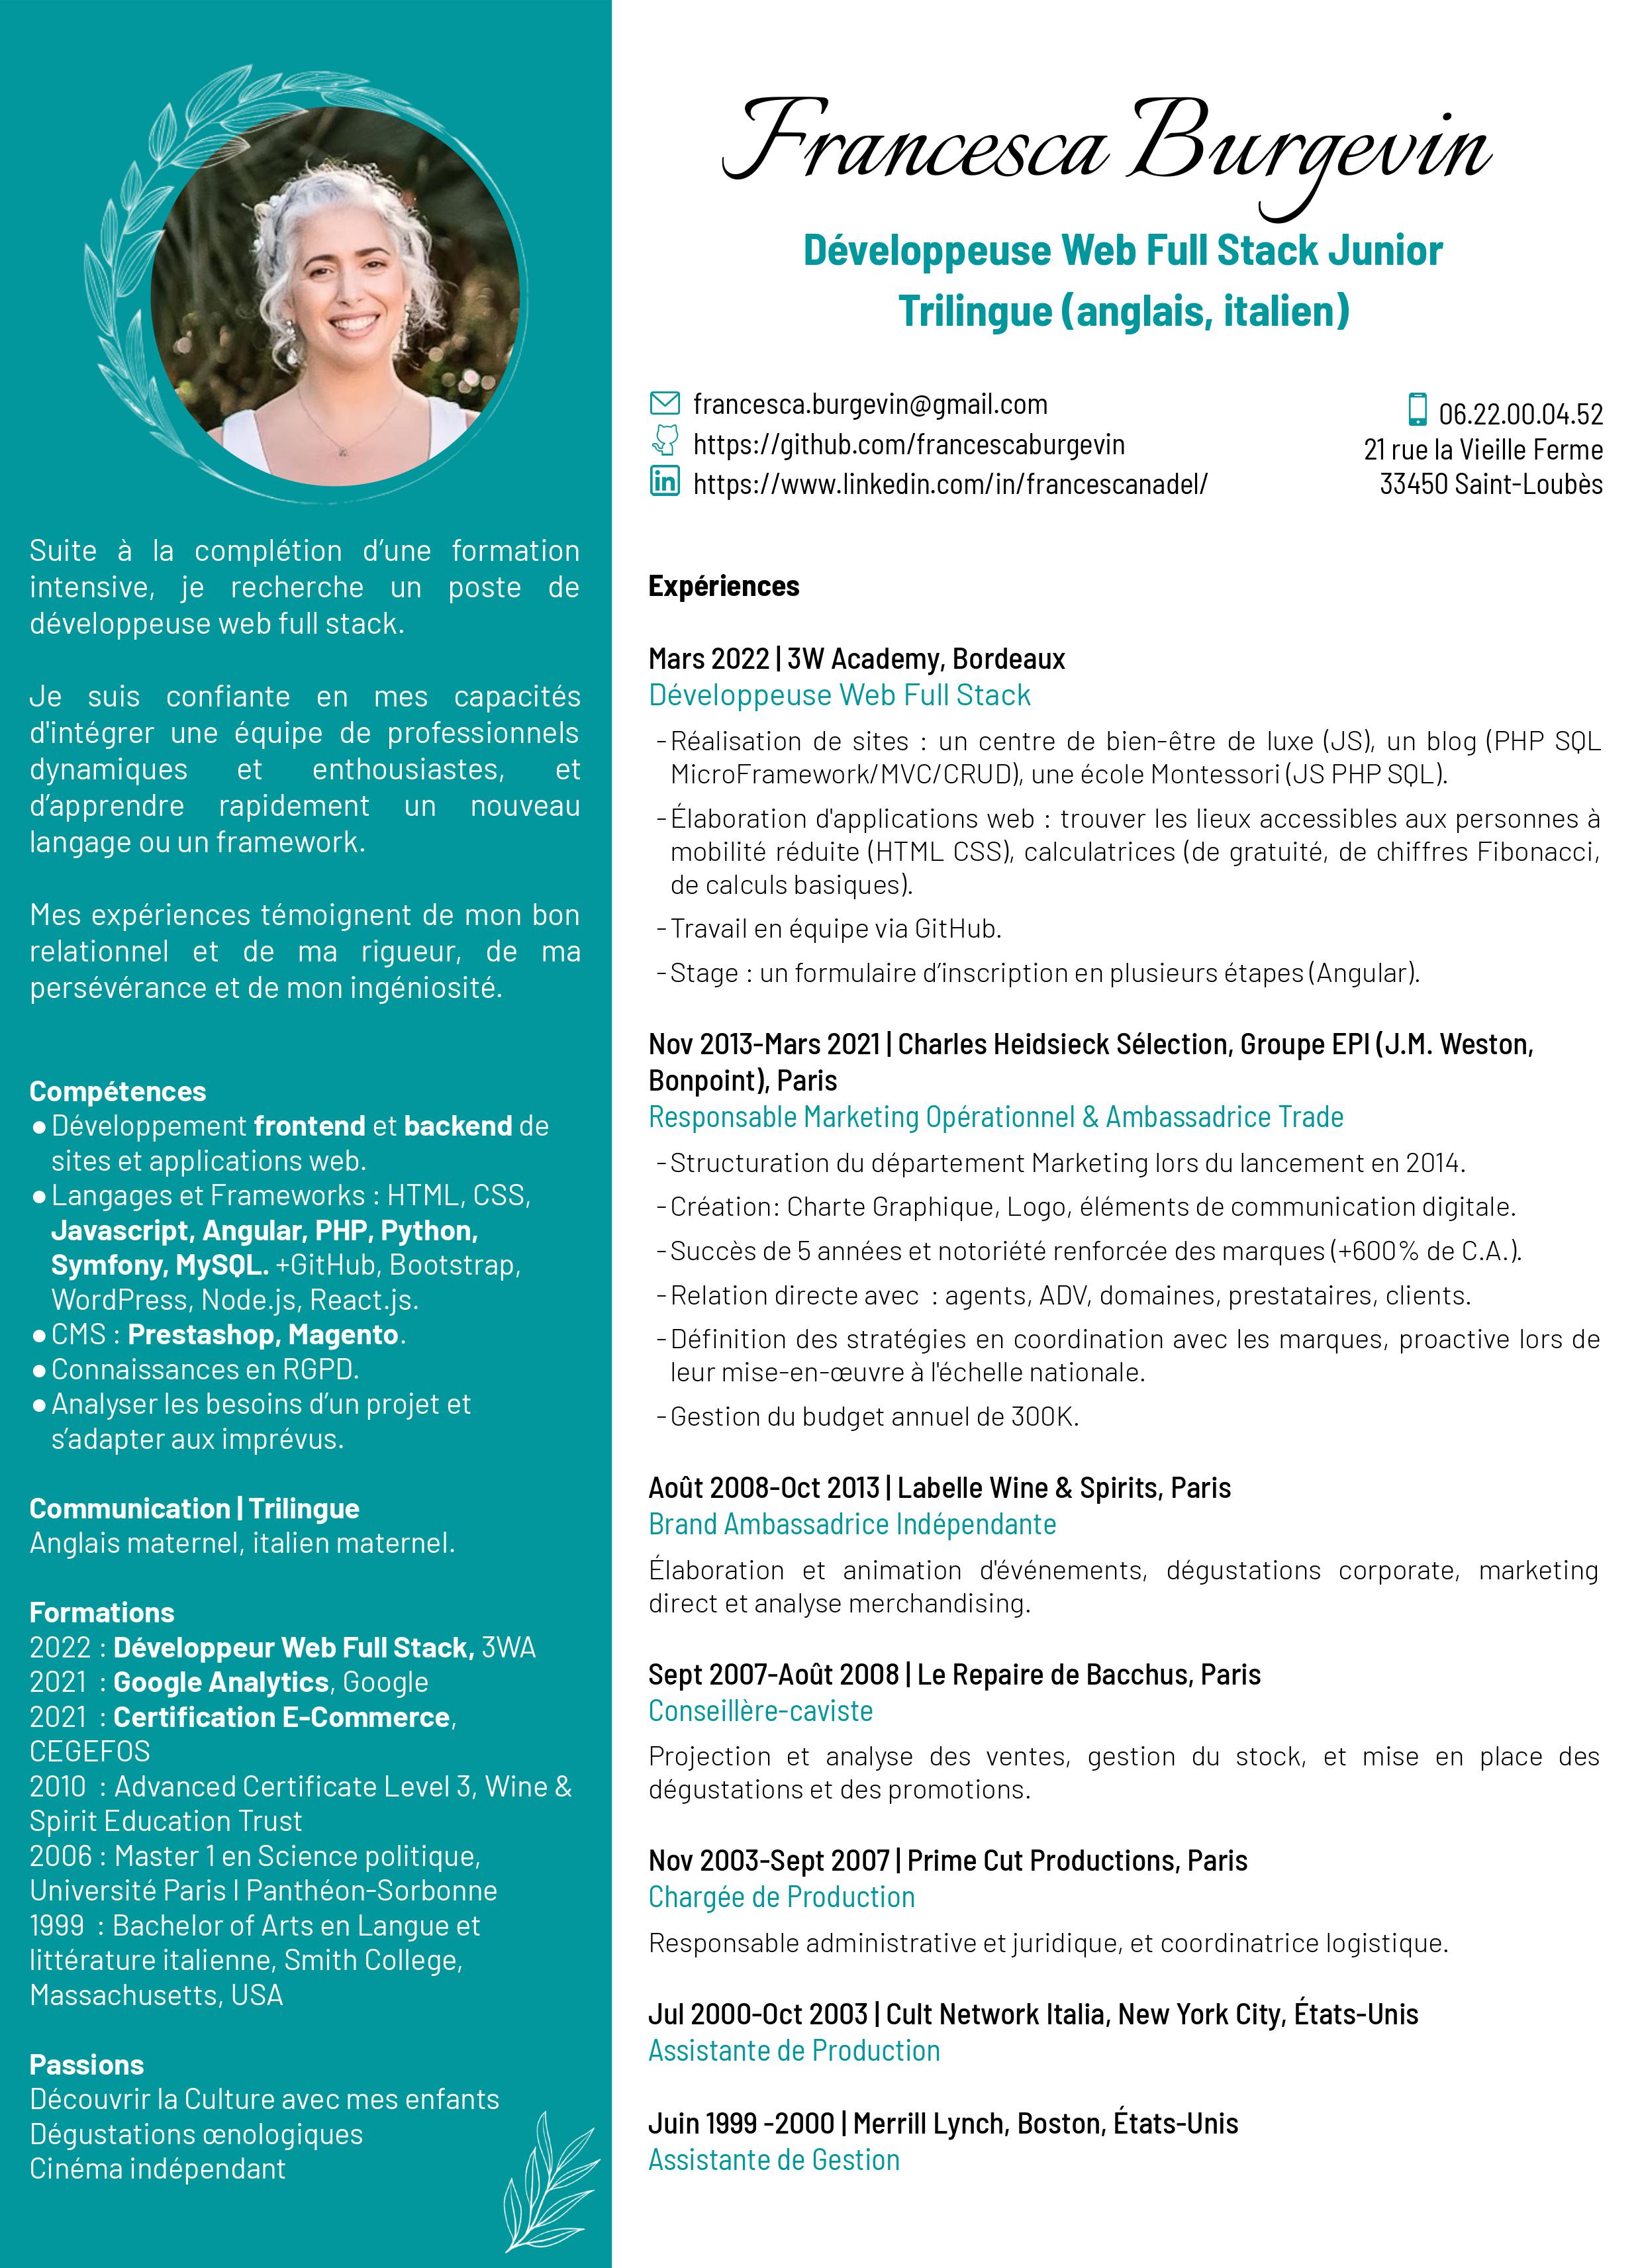 Francesca Burgevin
Développeuse Web Full Stack Junior
Trilingue (anglais, italien)
francesca.burgevin@gmail.com
https://github.com/francescaburgevin
https://www.linkedin.com/in/francescanadel/
06.22.00.04.52
21 rue la Vieille Ferme
33450 Saint-Loubès
Suite à la complétion d’une formation
intensive, je recherche un poste de
développeuse web full stack.
Je suis confiante en mes capacités
d'intégrer une équipe de professionnels
dynamiques et enthousiastes, et
d’apprendre rapidement un nouveau
langage ou un framework.
Mes expériences témoignent de mon bon
relationnel et de ma rigueur, de ma
persévérance et de mon ingéniosité.
Compétences
● Développement frontend et backend de
sites et applications web.
● Langages et Frameworks : HTML, CSS,
Javascript, Angular, PHP, Python,
Symfony, MySQL. +GitHub, Bootstrap,
WordPress, Node.js, React.js.
● CMS : Prestashop, Magento.
● Connaissances en RGPD.
● Analyser les besoins d’un projet et
s’adapter aux imprévus.
Communication | Trilingue
Anglais maternel, italien maternel.
Formations
2022 : Développeur Web Full Stack, 3WA
2021 : Google Analytics, Google
2021 : Certification E-Commerce,
CEGEFOS
2010 : Advanced Certificate Level 3, Wine &
Spirit Education Trust
2006 : Master 1 en Science politique,
Université Paris I Panthéon-Sorbonne
1999 : Bachelor of Arts en Langue et
littérature italienne, Smith College,
Massachusetts, USA
Passions
Découvrir la Culture avec mes enfants
Dégustations œnologiques
Cinéma indépendant
Expériences
Mars 2022 | 3W Academy, Bordeaux
Développeuse Web Full Stack
- Réalisation de sites : un centre de bien-être de luxe (JS), un blog (PHP SQL
MicroFramework/MVC/CRUD), une école Montessori (JS PHP SQL).
- Élaboration d'applications web : trouver les lieux accessibles aux personnes à
mobilité réduite (HTML CSS), calculatrices (de gratuité, de chiffres Fibonacci,
de calculs basiques).
- Travail en équipe via GitHub.
- Stage : un formulaire d’inscription en plusieurs étapes (Angular).
Nov 2013-Mars 2021 | Charles Heidsieck Sélection, Groupe EPI (J.M. Weston,
Bonpoint), Paris
Responsable Marketing Opérationnel & Ambassadrice Trade
- Structuration du département Marketing lors du lancement en 2014.
- Création: Charte Graphique, Logo, éléments de communication digitale.
- Succès de 5 années et notoriété renforcée des marques (+600% de C.A.).
- Relation directe avec : agents, ADV, domaines, prestataires, clients.
- Définition des stratégies en coordination avec les marques, proactive lors de
leur mise-en-œuvre à l'échelle nationale.
- Gestion du budget annuel de 300K.
Août 2008-Oct 2013 | Labelle Wine & Spirits, Paris
Brand Ambassadrice Indépendante
Élaboration et animation d'événements, dégustations corporate, marketing
direct et analyse merchandising.
Sept 2007-Août 2008 | Le Repaire de Bacchus, Paris
Conseillère-caviste
Projection et analyse des ventes, gestion du stock, et mise en place des
dégustations et des promotions.
Nov 2003-Sept 2007 | Prime Cut Productions, Paris
Chargée de Production
Responsable administrative et juridique, et coordinatrice logistique.
Jul 2000-Oct 2003 | Cult Network Italia, New York City, États-Unis
Assistante de Production
Juin 1999 -2000 | Merrill Lynch, Boston, États-Unis
Assistante de Gestion